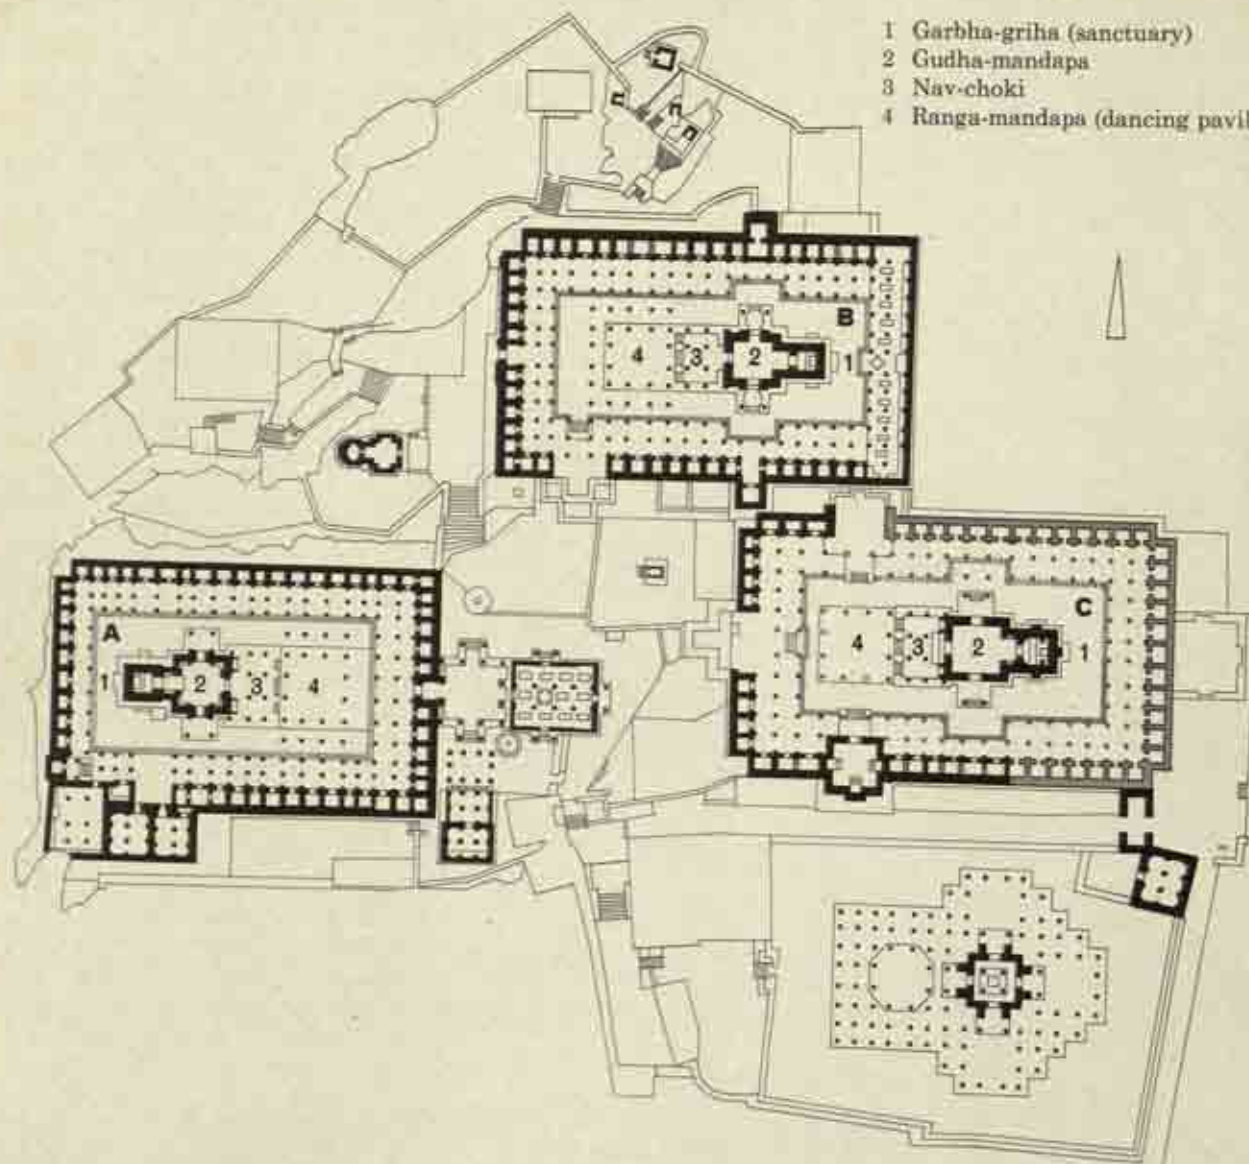 1 Garbha-griha (sanctuary)
2 Gudha-mandapa
3 Nav-choki
4 Ranga-mandapa (dancing pavil
B
4 3 2 1
A
1 2 3 4
C
4 3 2 1